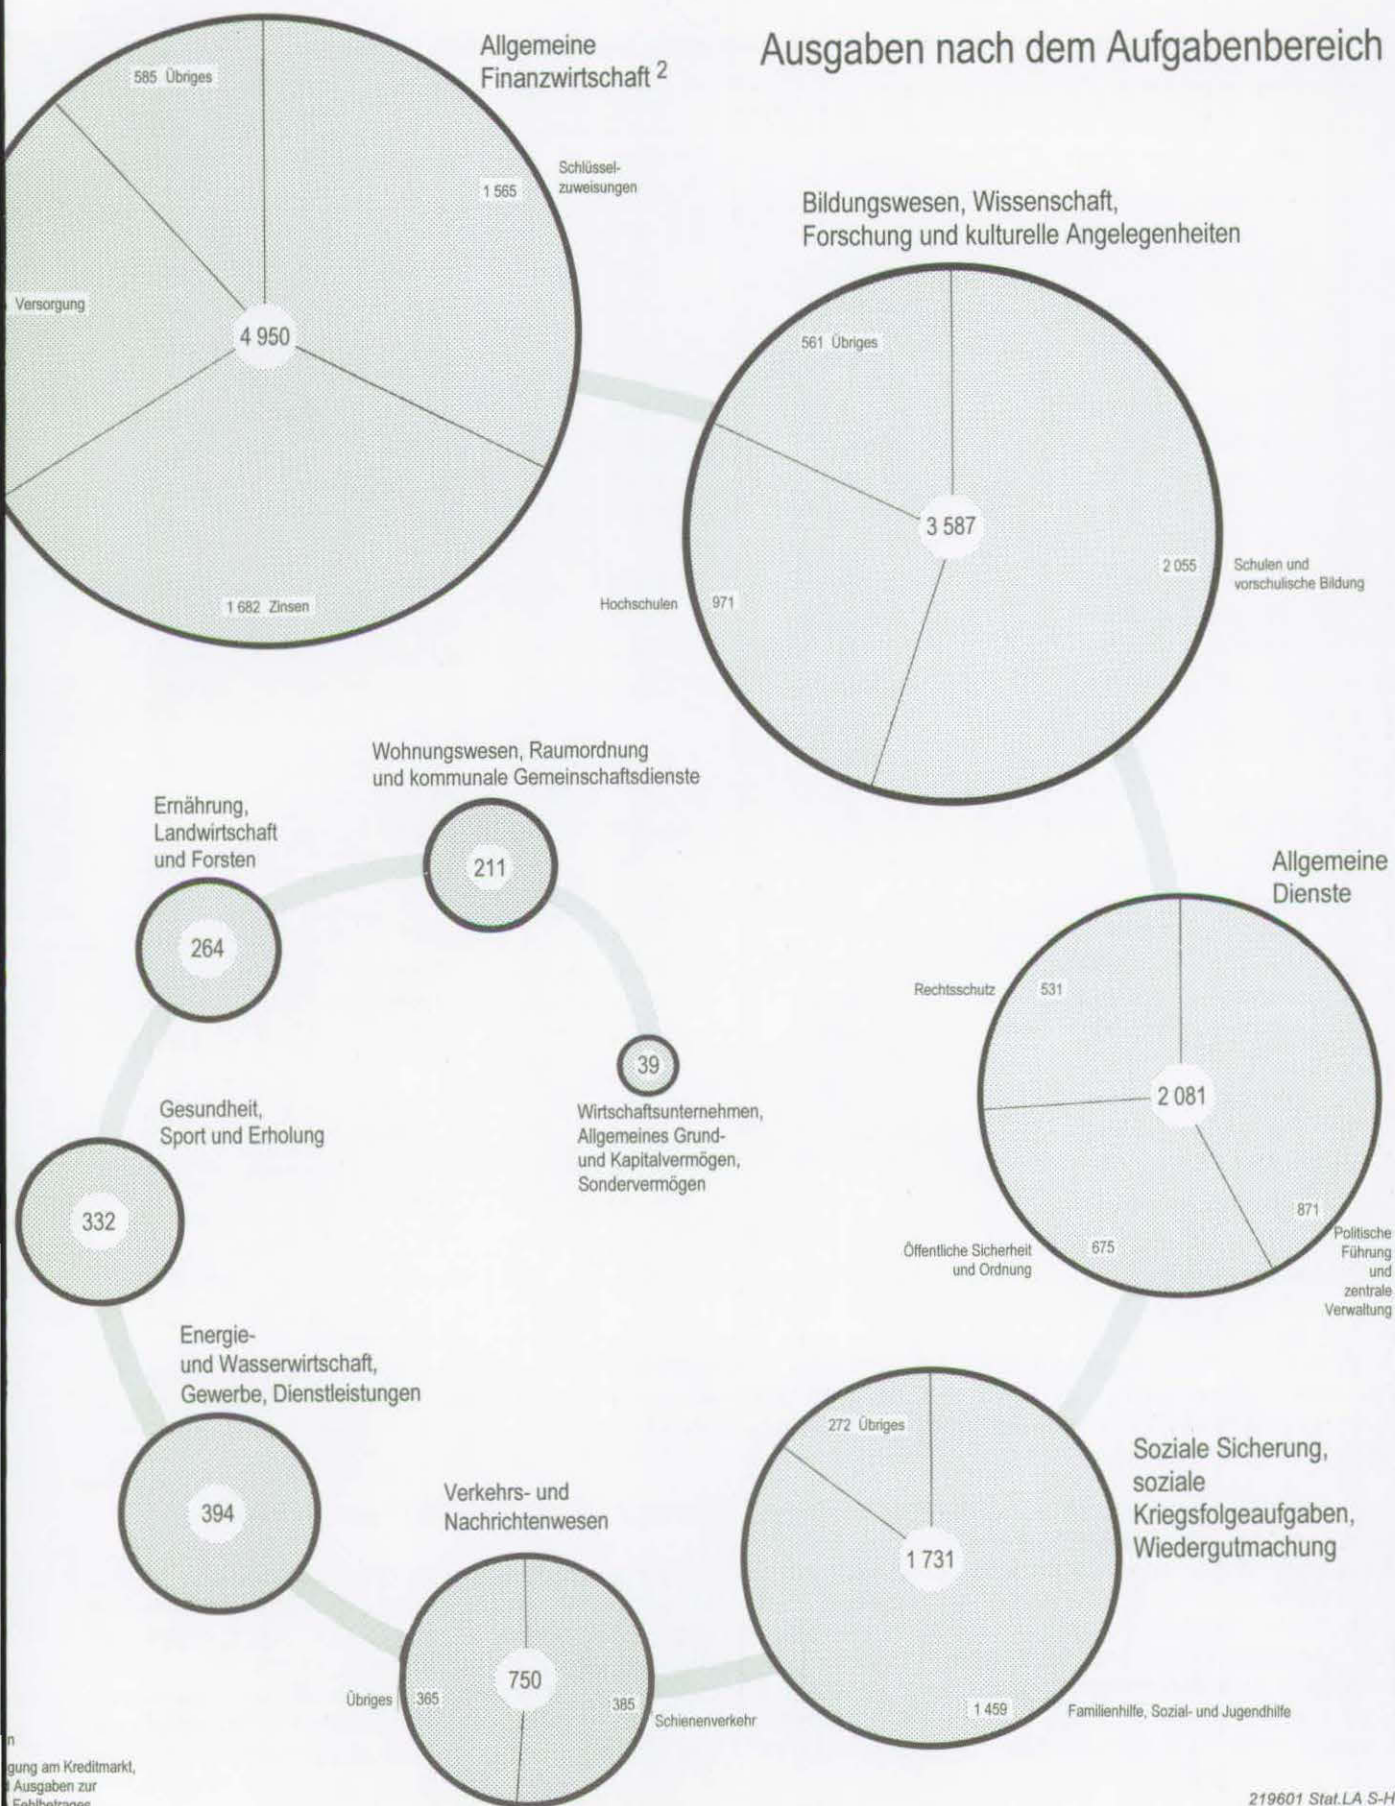 Ausgaben nach dem Aufgabenbereich
Allgemeine
Finanzwirtschaft 2
585 Übriges
1 565
Schlüssel-
zuweisungen
Versorgung
4 950
1 682 Zinsen
Bildungswesen, Wissenschaft,
Forschung und kulturelle Angelegenheiten
561 Übriges
3 587
2 055
Schulen und
vorschulische Bildung
Hochschulen
971
Allgemeine
Dienste
Rechtsschutz
531
2 081
871
Politische
Führung
und
zentrale
Verwaltung
Öffentliche Sicherheit
und Ordnung
675
Soziale Sicherung,
soziale
Kriegsfolgeaufgaben,
Wiedergutmachung
272 Übriges
1 731
1 459
Familienhilfe, Sozial- und Jugendhilfe
Verkehrs- und
Nachrichtenwesen
750
Übriges
365
385
Schienenverkehr
Energie-
und Wasserwirtschaft,
Gewerbe, Dienstleistungen
394
Gesundheit,
Sport und Erholung
332
Ernährung,
Landwirtschaft
und Forsten
264
Wohnungswesen, Raumordnung
und kommunale Gemeinschaftsdienste
211
39
Wirtschaftsunternehmen,
Allgemeines Grund-
und Kapitalvermögen,
Sondervermögen
n
gung am Kreditmarkt,
Ausgaben zur
Fehlbetrages
219601 Stat.LA S-H